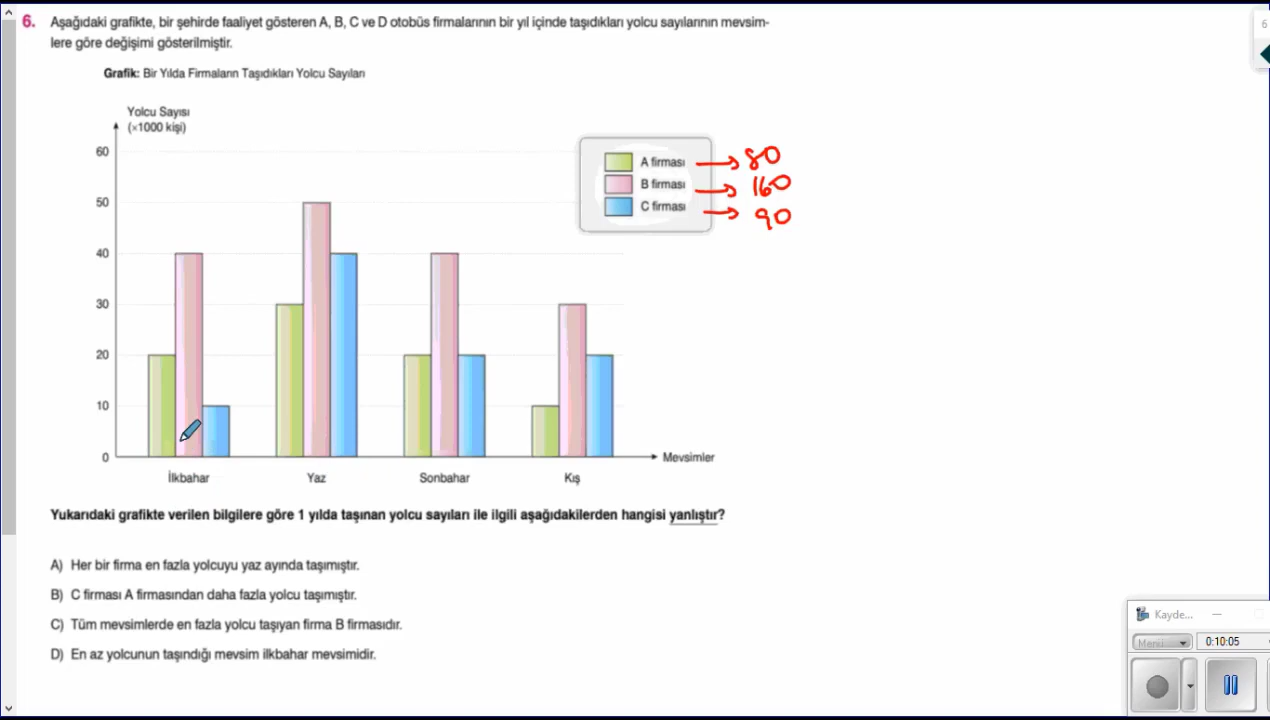 6. Aşağıdaki grafikte, bir şehirde faaliyet gösteren A, B, C ve D otobüs firmalarının bir yıl içinde taşıdıkları yolcu sayılarının mevsim-
lere göre değişimi gösterilmiştir.
Grafik: Bir Yılda Firmaların Taşıdıkları Yolcu Sayıları
Yolcu Sayısı
(×1000 kişi)
60
50
40
30
20
10
0
A firması → 80
B firması → 160
C firması → 90
İlkbahar Yaz Sonbahar Kış
Mevsimler
Yukarıdaki grafikte verilen bilgilere göre 1 yılda taşınan yolcu sayıları ile ilgili aşağıdakilerden hangisi yanlıştır?
A) Her bir firma en fazla yolcuyu yaz ayında taşımıştır.
B) C firması A firmasından daha fazla yolcu taşımıştır.
C) Tüm mevsimlerde en fazla yolcu taşıyan firma B firmasıdır.
D) En az yolcunun taşındığı mevsim ilkbahar mevsimidir.
6
Kayde...
Menü
0:10:05